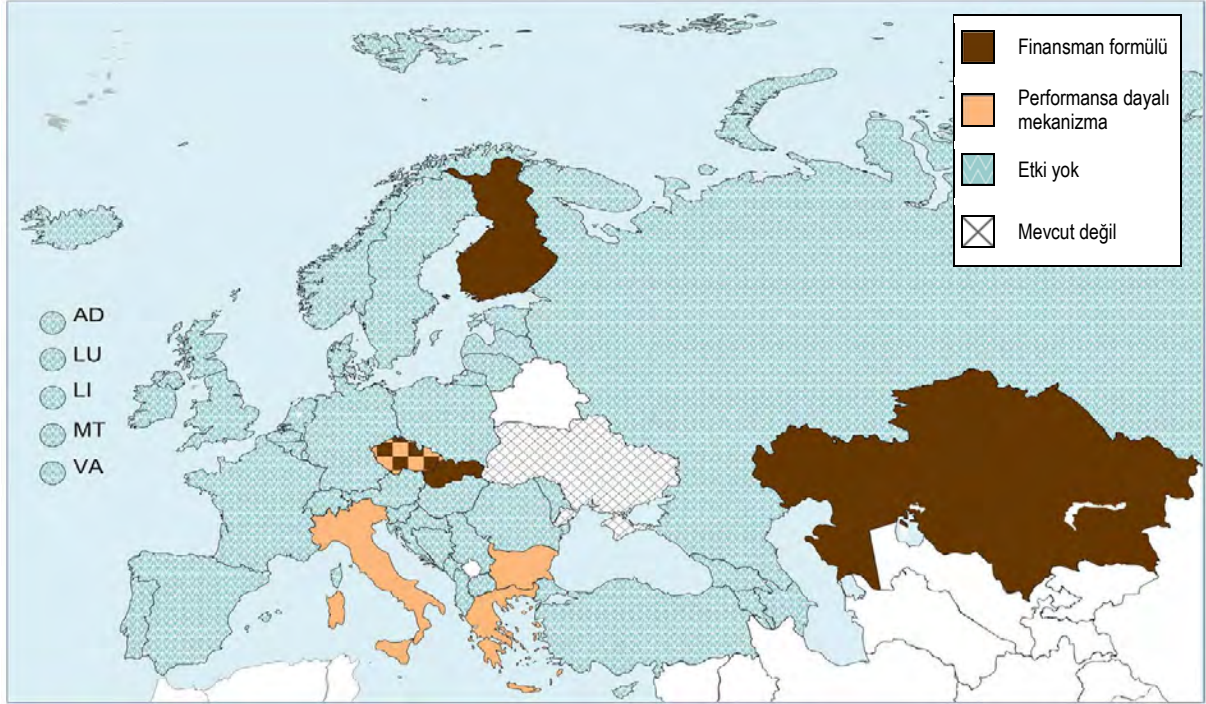 Finansman formülü
Performansa dayalı
mekanizma
Etki yok
Mevcut değil
AD
LU
LI
MT
VA